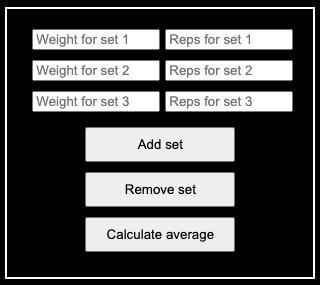 Weight for set 1 Reps for set 1
Weight for set 2 Reps for set 2
Weight for set 3 Reps for set 3
Add set
Remove set
Calculate average